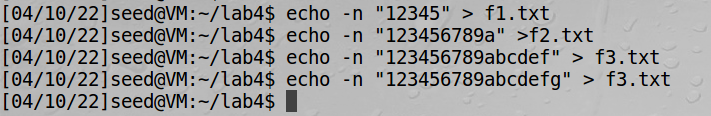 [04/10/22]seed@VM:~/lab4$ echo -n "12345" > f1.txt
[04/10/22]seed@VM:~/lab4$ echo -n "123456789a" >f2.txt
[04/10/22]seed@VM:~/lab4$ echo -n "123456789abcdef" > f3.txt
[04/10/22]seed@VM:~/lab4$ echo -n "123456789abcdefg" > f3.txt
[04/10/22]seed@VM:~/lab4$